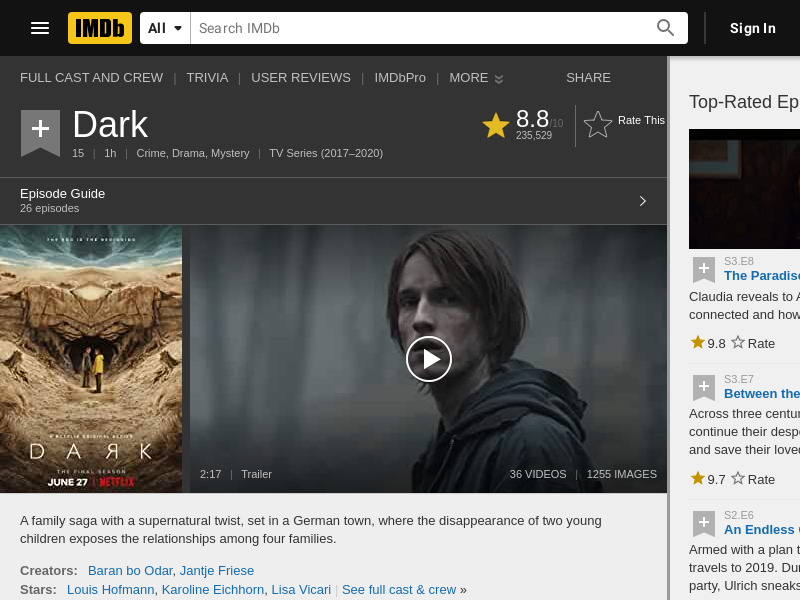 IMDb All Search IMDb Sign In
FULL CAST AND CREW | TRIVIA | USER REVIEWS | IMDbPro | MORE SHARE
Dark
15 | 1h | Crime, Drama, Mystery | TV Series (2017–2020)
8.8/10
235,529
Rate This
Episode Guide
26 episodes
THE END IS THE BEGINNING
A NETFLIX ORIGINAL SERIES
DARK
THE FINAL SEASON
JUNE 27 | NETFLIX
2:17 | Trailer
36 VIDEOS | 1255 IMAGES
A family saga with a supernatural twist, set in a German town, where the disappearance of two young
children exposes the relationships among four families.
Creators: Baran bo Odar, Jantje Friese
Stars: Louis Hofmann, Karoline Eichhorn, Lisa Vicari | See full cast & crew »
Top-Rated Ep
S3.E8
The Paradise
Claudia reveals to A
connected and how
9.8 Rate
S3.E7
Between the
Across three centur
continue their despe
and save their loved
9.7 Rate
S2.E6
An Endless C
Armed with a plan t
travels to 2019. Dur
party, Ulrich sneaks